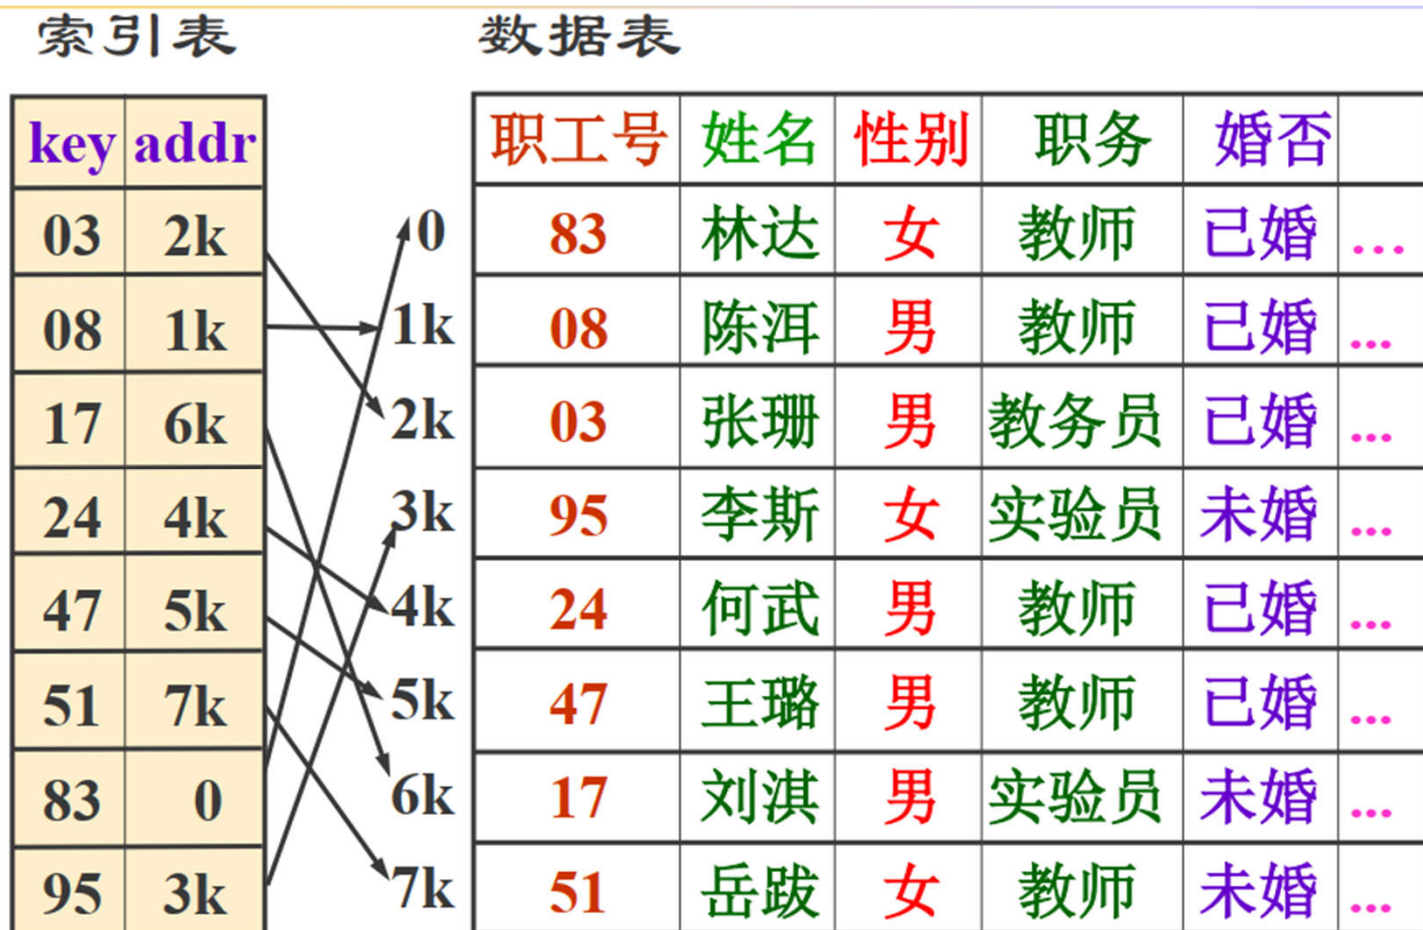 索引表 数据表
key addr 职工号 姓名 性别 职务 婚否
03 2k 0 83 林达 女 教师 已婚 ...
08 1k 1k 08 陈洱 男 教师 已婚 ...
17 6k 2k 03 张珊 男 教务员 已婚 ...
24 4k 3k 95 李斯 女 实验员 未婚 ...
47 5k 4k 24 何武 男 教师 已婚 ...
51 7k 5k 47 王璐 男 教师 已婚 ...
83 0 6k 17 刘淇 男 实验员 未婚 ...
95 3k 7k 51 岳跋 女 教师 未婚 ...